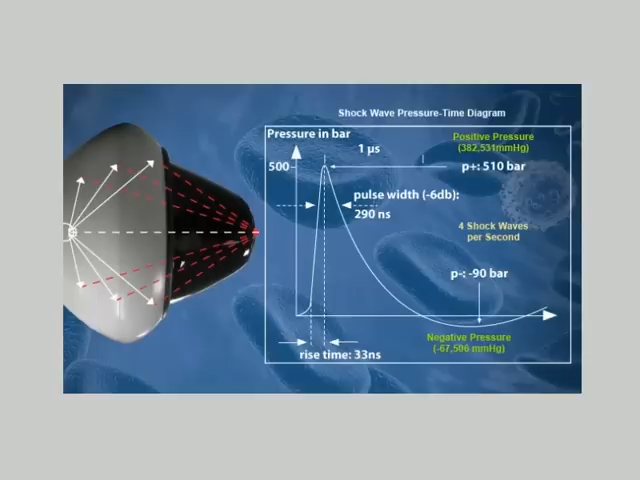 Shock Wave Pressure-Time Diagram
Pressure in bar
1 µs
Positive Pressure
(382,531mmHg)
500
p+: 510 bar
pulse width (-6db):
290 ns
4 Shock Waves
per Second
p-: -90 bar
Negative Pressure
(-67,506 mmHg)
rise time: 33ns